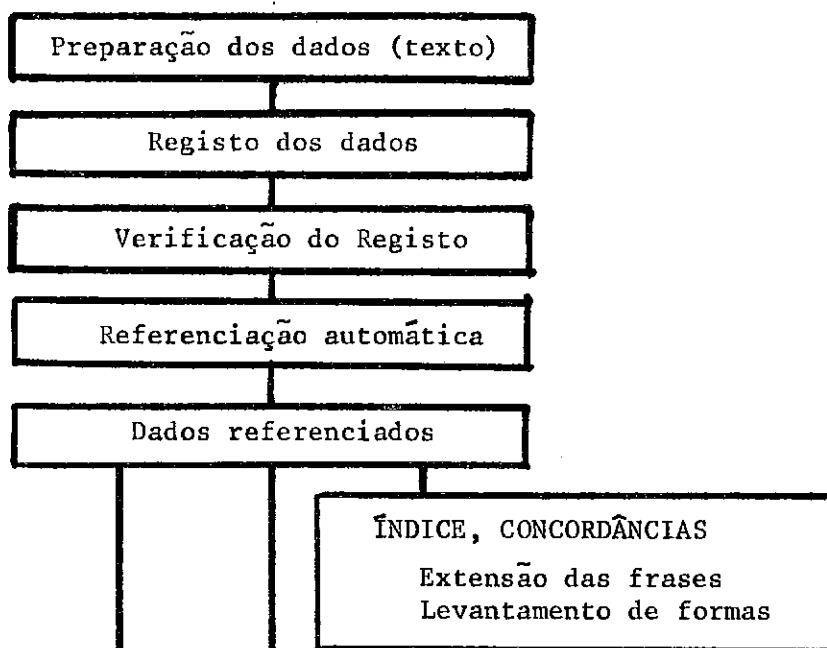 Preparação dos dados (texto)
Registo dos dados
Verificação do Registo
Referenciação automática
Dados referenciados
ÍNDICE, CONCORDÂNCIAS
Extensão das frases
Levantamento de formas